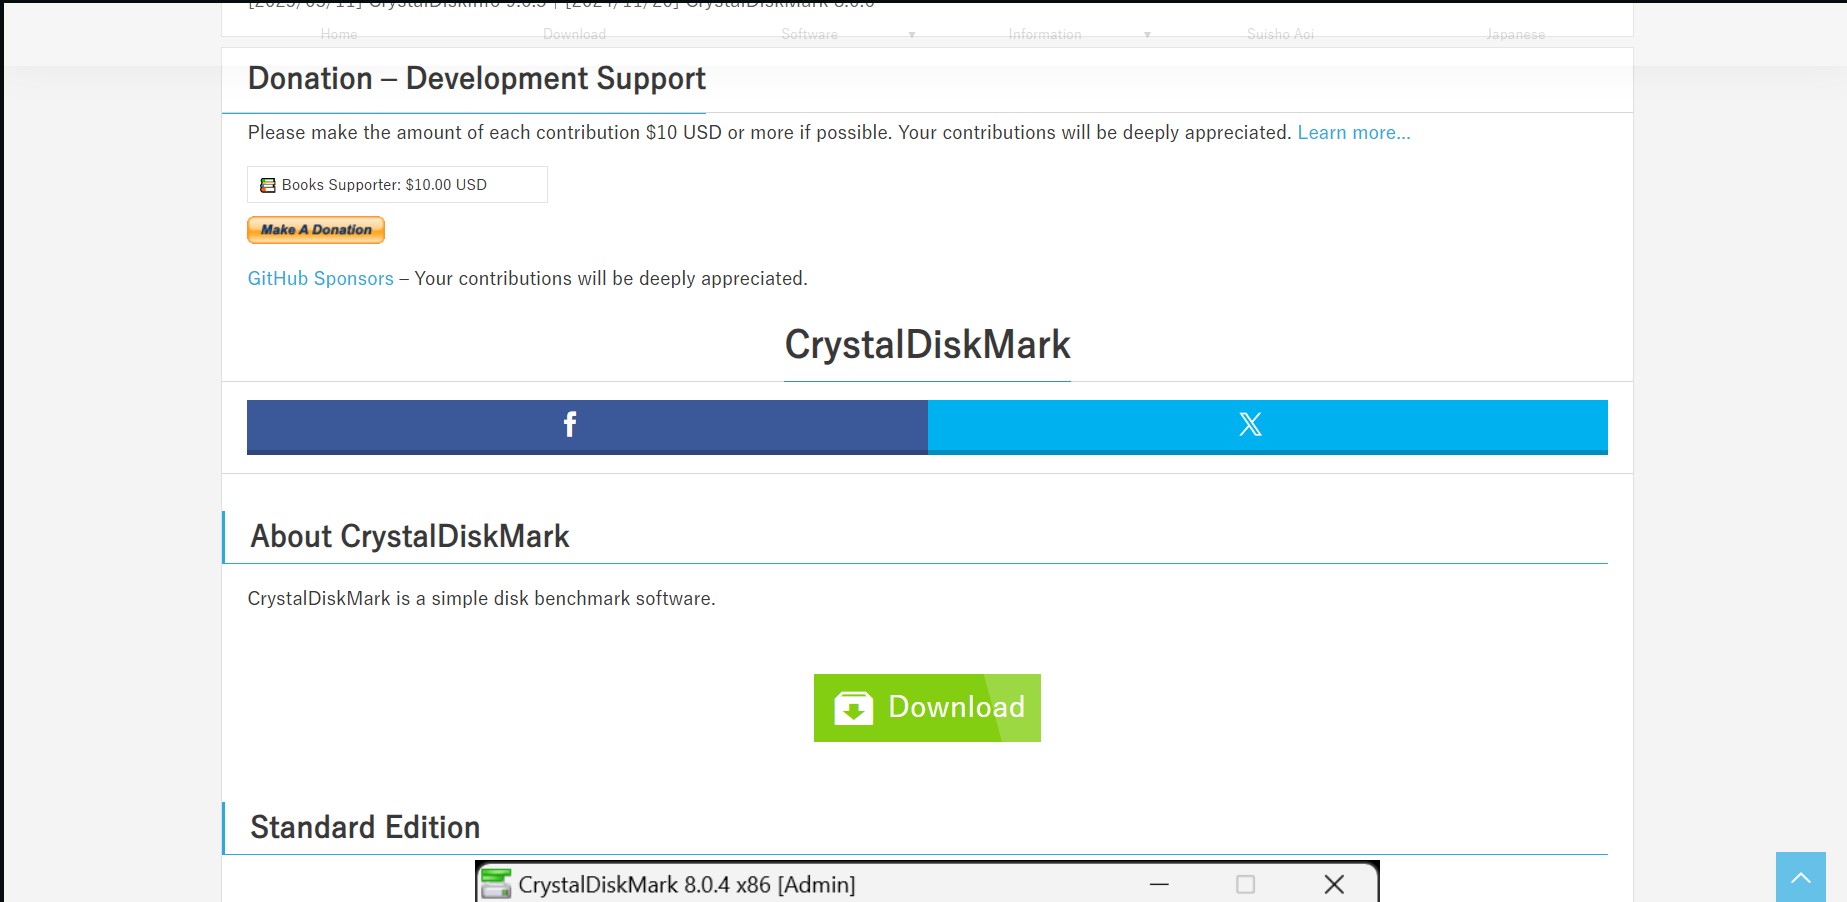 Home Download Software ▼ Information ▼ Suisho Aoi Japanese
Donation – Development Support
Please make the amount of each contribution $10 USD or more if possible. Your contributions will be deeply appreciated. Learn more...
Books Supporter: $10.00 USD
Make A Donation
GitHub Sponsors – Your contributions will be deeply appreciated.
CrystalDiskMark
f X
About CrystalDiskMark
CrystalDiskMark is a simple disk benchmark software.
Download
Standard Edition
CrystalDiskMark 8.0.4 x86 [Admin]